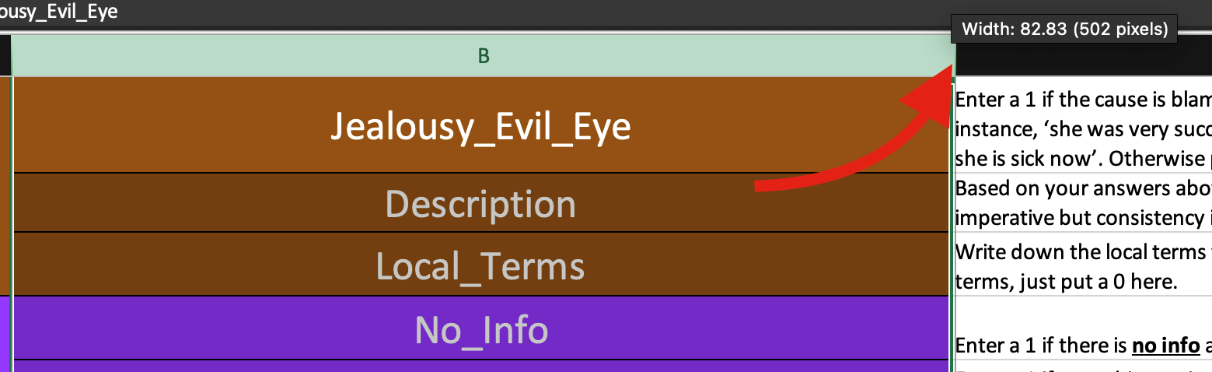 ousy_Evil_Eye
Width: 82.83 (502 pixels)
B
Jealousy_Evil_Eye
Enter a 1 if the cause is blam
instance, ‘she was very succ
she is sick now’. Otherwise
Description
Based on your answers abo
imperative but consistency i
Local_Terms
Write down the local terms
terms, just put a 0 here.
No_Info
Enter a 1 if there is no info a